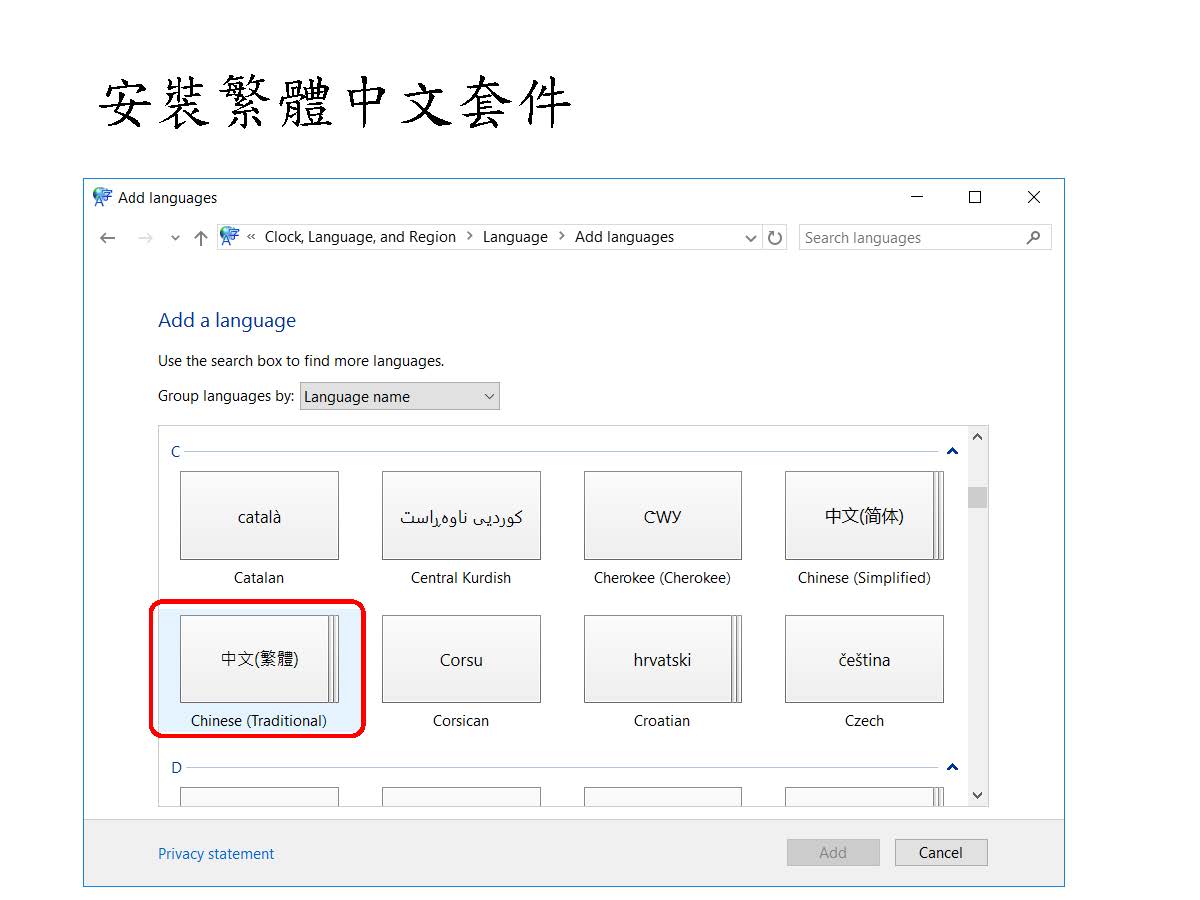 安裝繁體中文套件
Add languages
« Clock, Language, and Region > Language > Add languages
Search languages
Add a language
Use the search box to find more languages.
Group languages by: Language name
C
català
کوردیی ناوەڕاست
ᏣᎳᎩ
中文(简体)
Catalan
Central Kurdish
Cherokee (Cherokee)
Chinese (Simplified)
中文(繁體)
Corsu
hrvatski
čeština
Chinese (Traditional)
Corsican
Croatian
Czech
D
Privacy statement
Add
Cancel